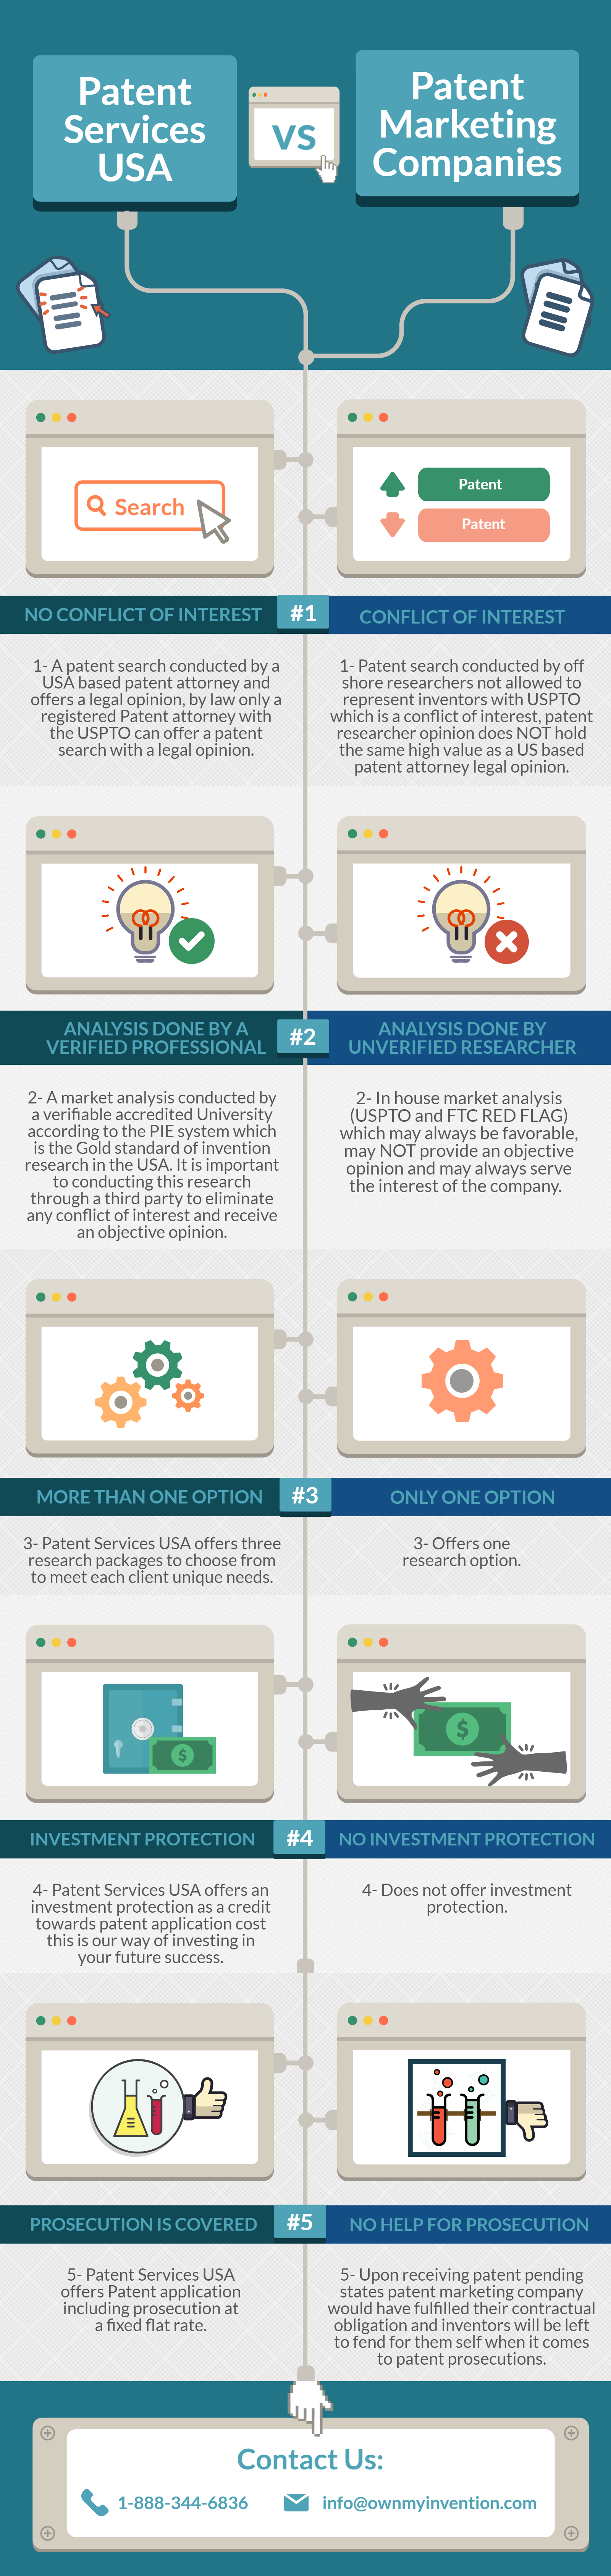 Patent
Services
USA
VS
Patent
Marketing
Companies
Search
Patent
Patent
NO CONFLICT OF INTEREST
#1
CONFLICT OF INTEREST
1- A patent search conducted by a
USA based patent attorney and
offers a legal opinion, by law only a
registered Patent attorney with
the USPTO can offer a patent
search with a legal opinion.
1- Patent search conducted by off
shore researchers not allowed to
represent inventors with USPTO
which is a conflict of interest, patent
researcher opinion does NOT hold
the same high value as a US based
patent attorney legal opinion.
ANALYSIS DONE BY A
VERIFIED PROFESSIONAL
#2
ANALYSIS DONE BY
UNVERIFIED RESEARCHER
2- A market analysis conducted by
a verifiable accredited University
according to the PIE system which
is the Gold standard of invention
research in the USA. It is important
to conducting this research
through a third party to eliminate
any conflict of interest and receive
an objective opinion.
2- In house market analysis
(USPTO and FTC RED FLAG)
which may always be favorable,
may NOT provide an objective
opinion and may always serve
the interest of the company.
MORE THAN ONE OPTION
#3
ONLY ONE OPTION
3- Patent Services USA offers three
research packages to choose from
to meet each client unique needs.
3- Offers one
research option.
$
$
INVESTMENT PROTECTION
#4
NO INVESTMENT PROTECTION
4- Patent Services USA offers an
investment protection as a credit
towards patent application cost
this is our way of investing in
your future success.
4- Does not offer investment
protection.
PROSECUTION IS COVERED
#5
NO HELP FOR PROSECUTION
5- Patent Services USA
offers Patent application
including prosecution at
a fixed flat rate.
5- Upon receiving patent pending
states patent marketing company
would have fulfilled their contractual
obligation and inventors will be left
to fend for them self when it comes
to patent prosecutions.
Contact Us:
1-888-344-6836
info@ownmyinvention.com